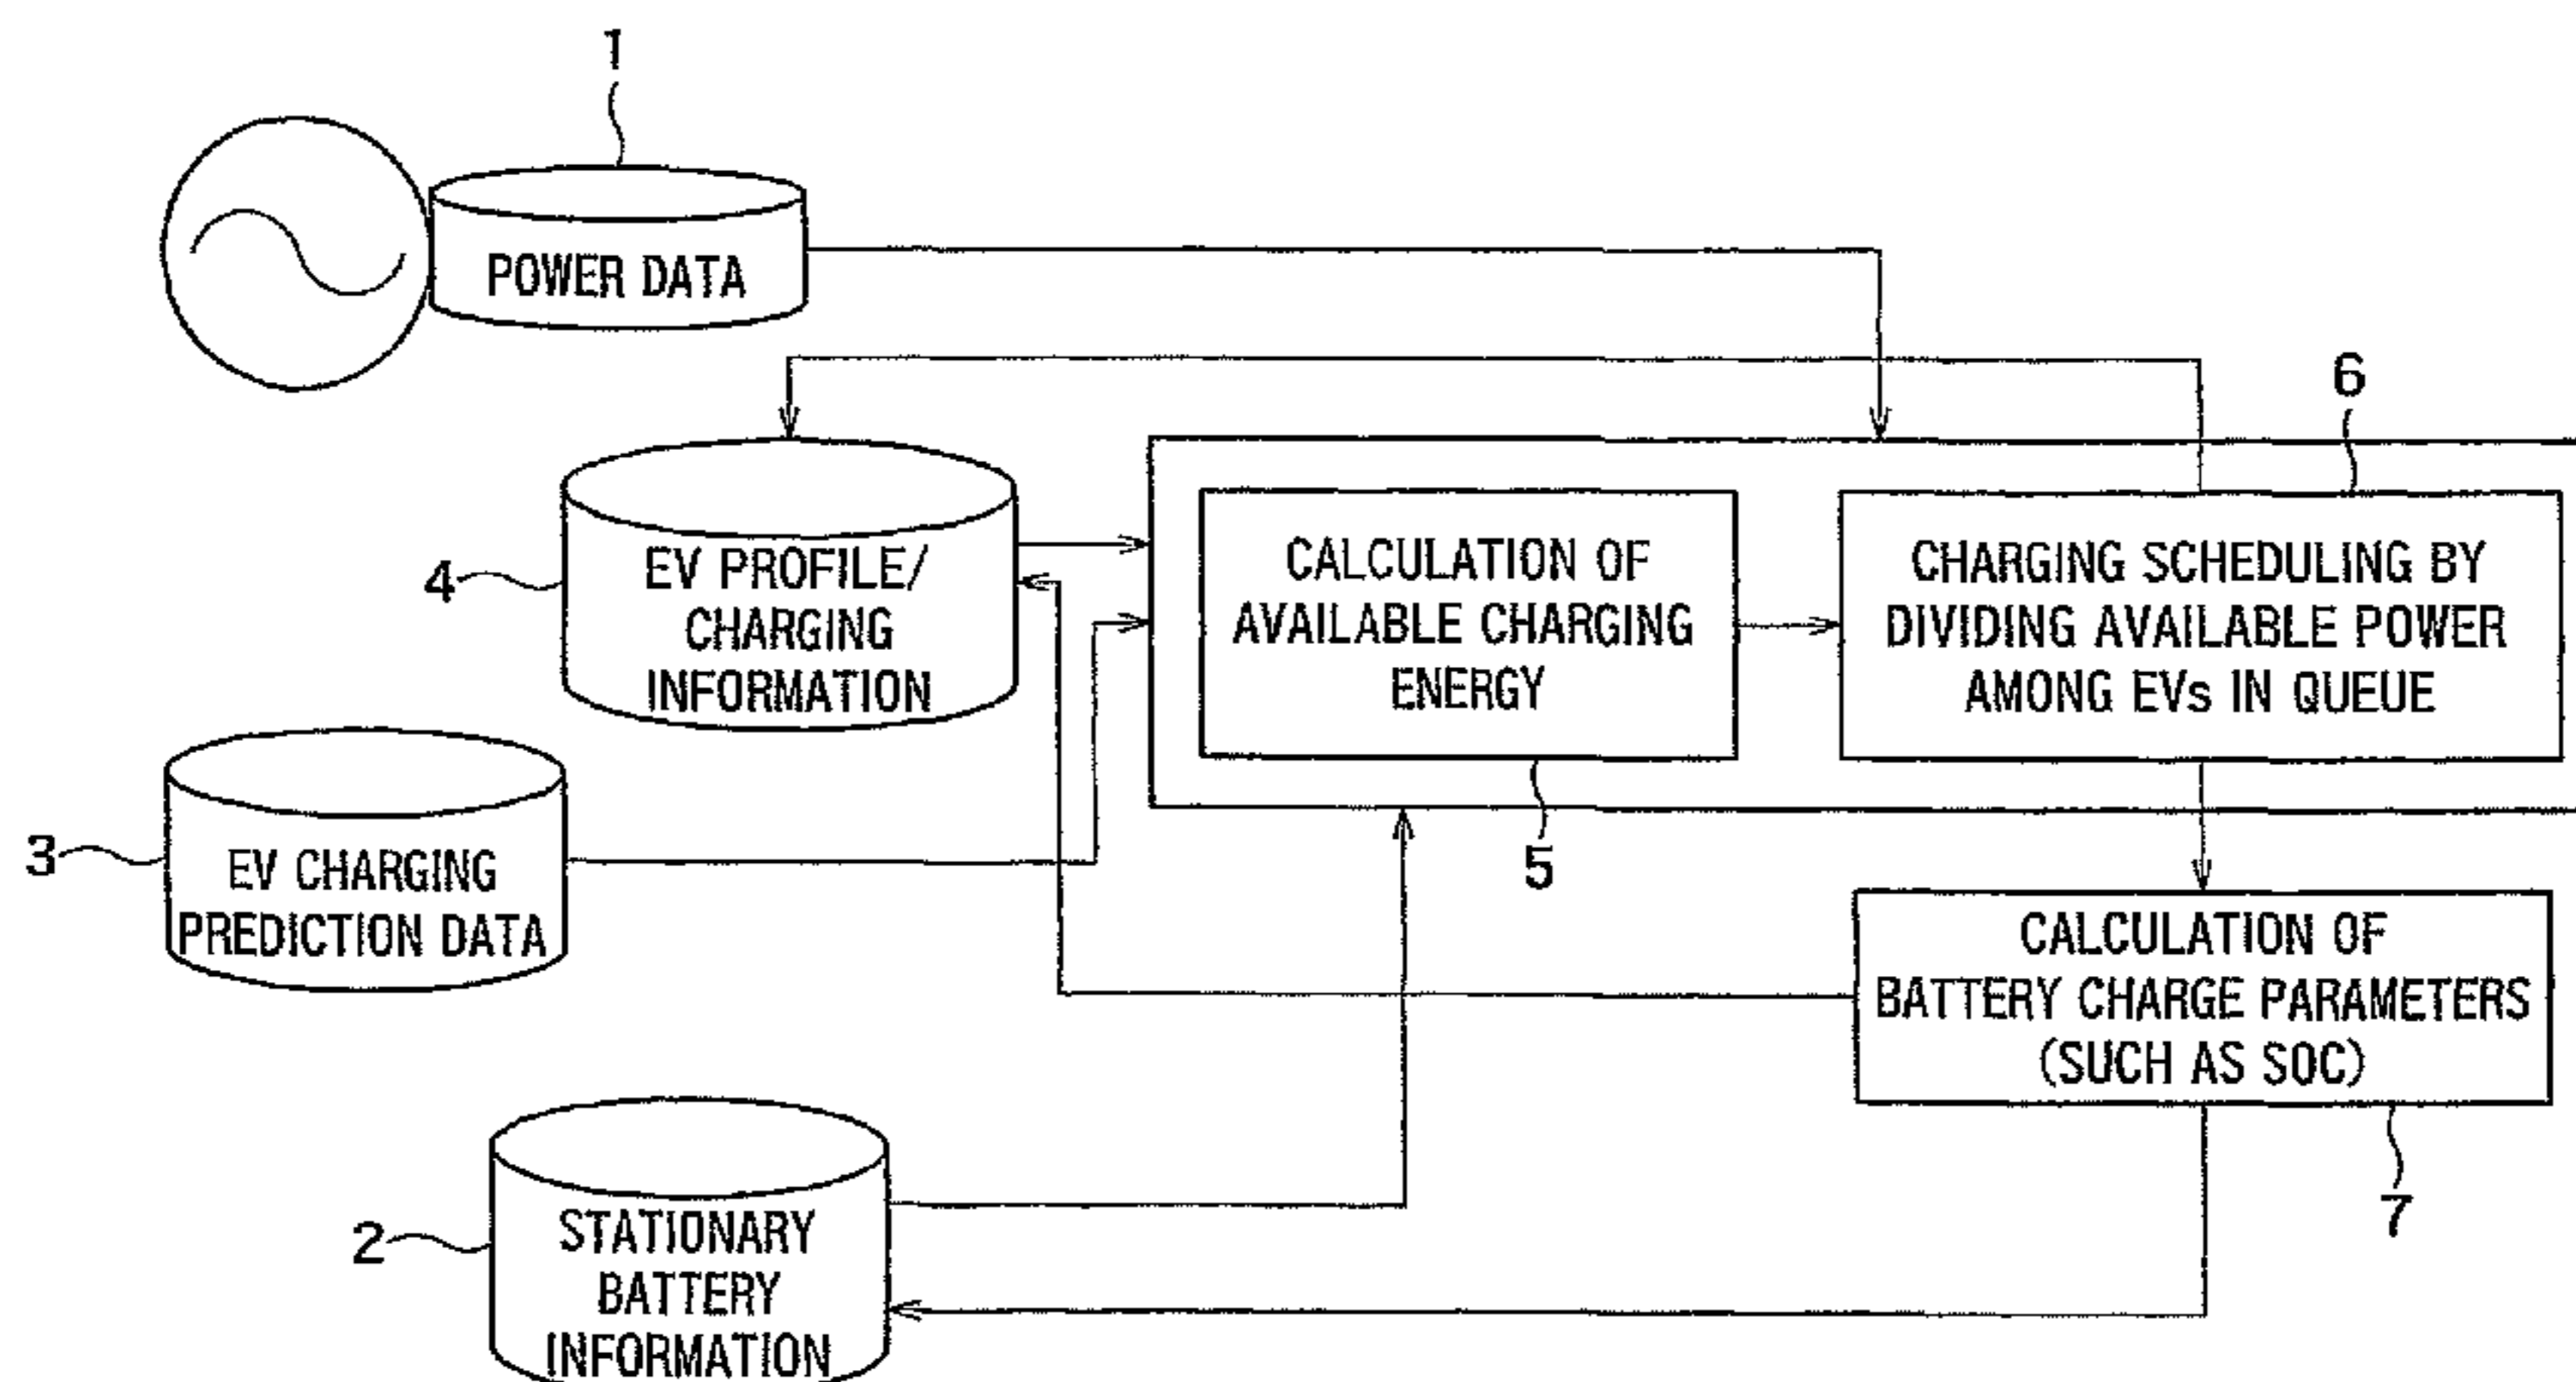 1
POWER DATA
6
4
EV PROFILE/
CHARGING
INFORMATION
CALCULATION OF
AVAILABLE CHARGING
ENERGY
CHARGING SCHEDULING BY
DIVIDING AVAILABLE POWER
AMONG EVs IN QUEUE
3
EV CHARGING
PREDICTION DATA
5
CALCULATION OF
BATTERY CHARGE PARAMETERS
(SUCH AS SOC)
7
2
STATIONARY
BATTERY
INFORMATION